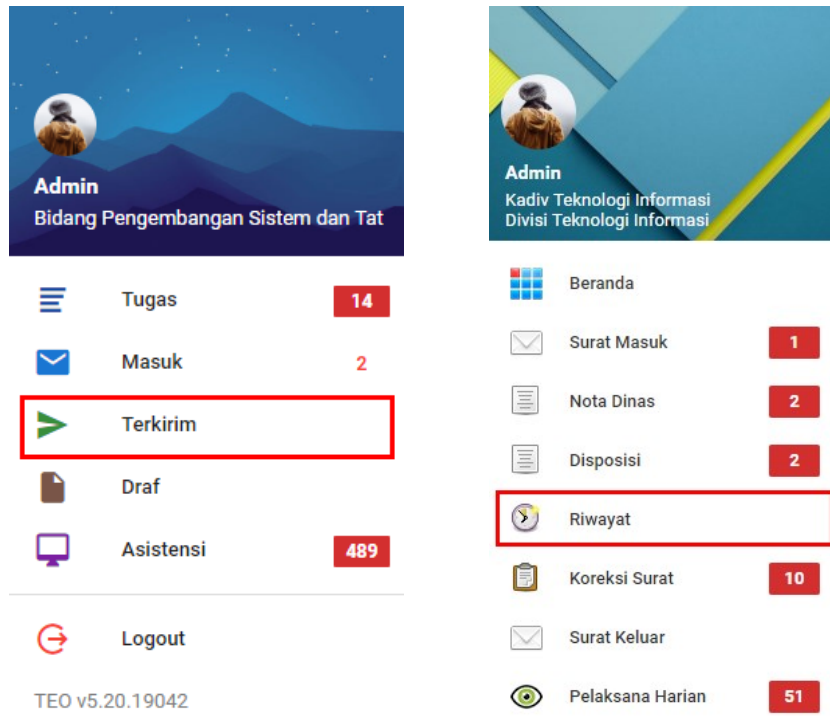 Admin
Bidang Pengembangan Sistem dan Tat
Tugas 14
Masuk 2
Terkirim
Draf
Asistensi 489
Logout
TEO v5.20.19042
Admin
Kadiv Teknologi Informasi
Divisi Teknologi Informasi
Beranda
Surat Masuk 1
Nota Dinas 2
Disposisi 2
Riwayat
Koreksi Surat 10
Surat Keluar
Pelaksana Harian 51